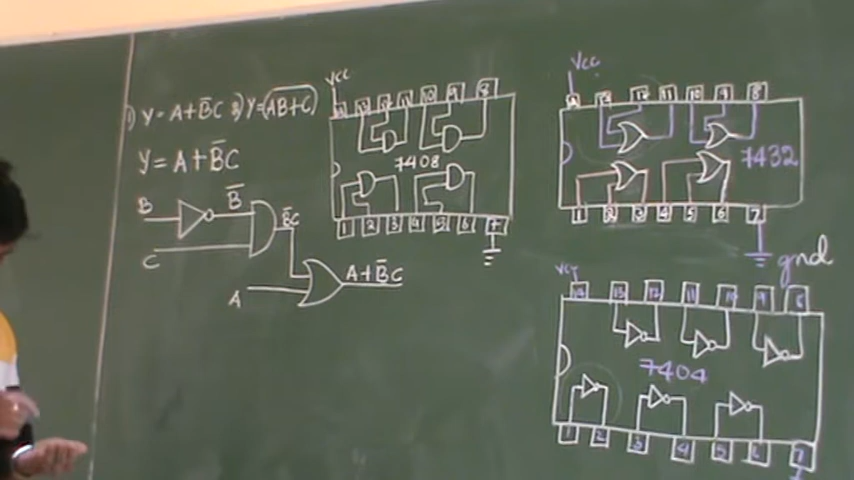 1) Y = A+B̅C 2) Y=(A̅B̅+̅C̅)
Y = A+B̅C
B B̅
C B̅C
A A+B̅C
Vcc
14 13 12 11 10 9 8
7408
1 2 3 4 5 6 7
Vcc
14 13 12 11 10 9 8
7432
1 2 3 4 5 6 7
gnd
Vcc
14 13 12 11 10 9 8
7404
1 2 3 4 5 6 7